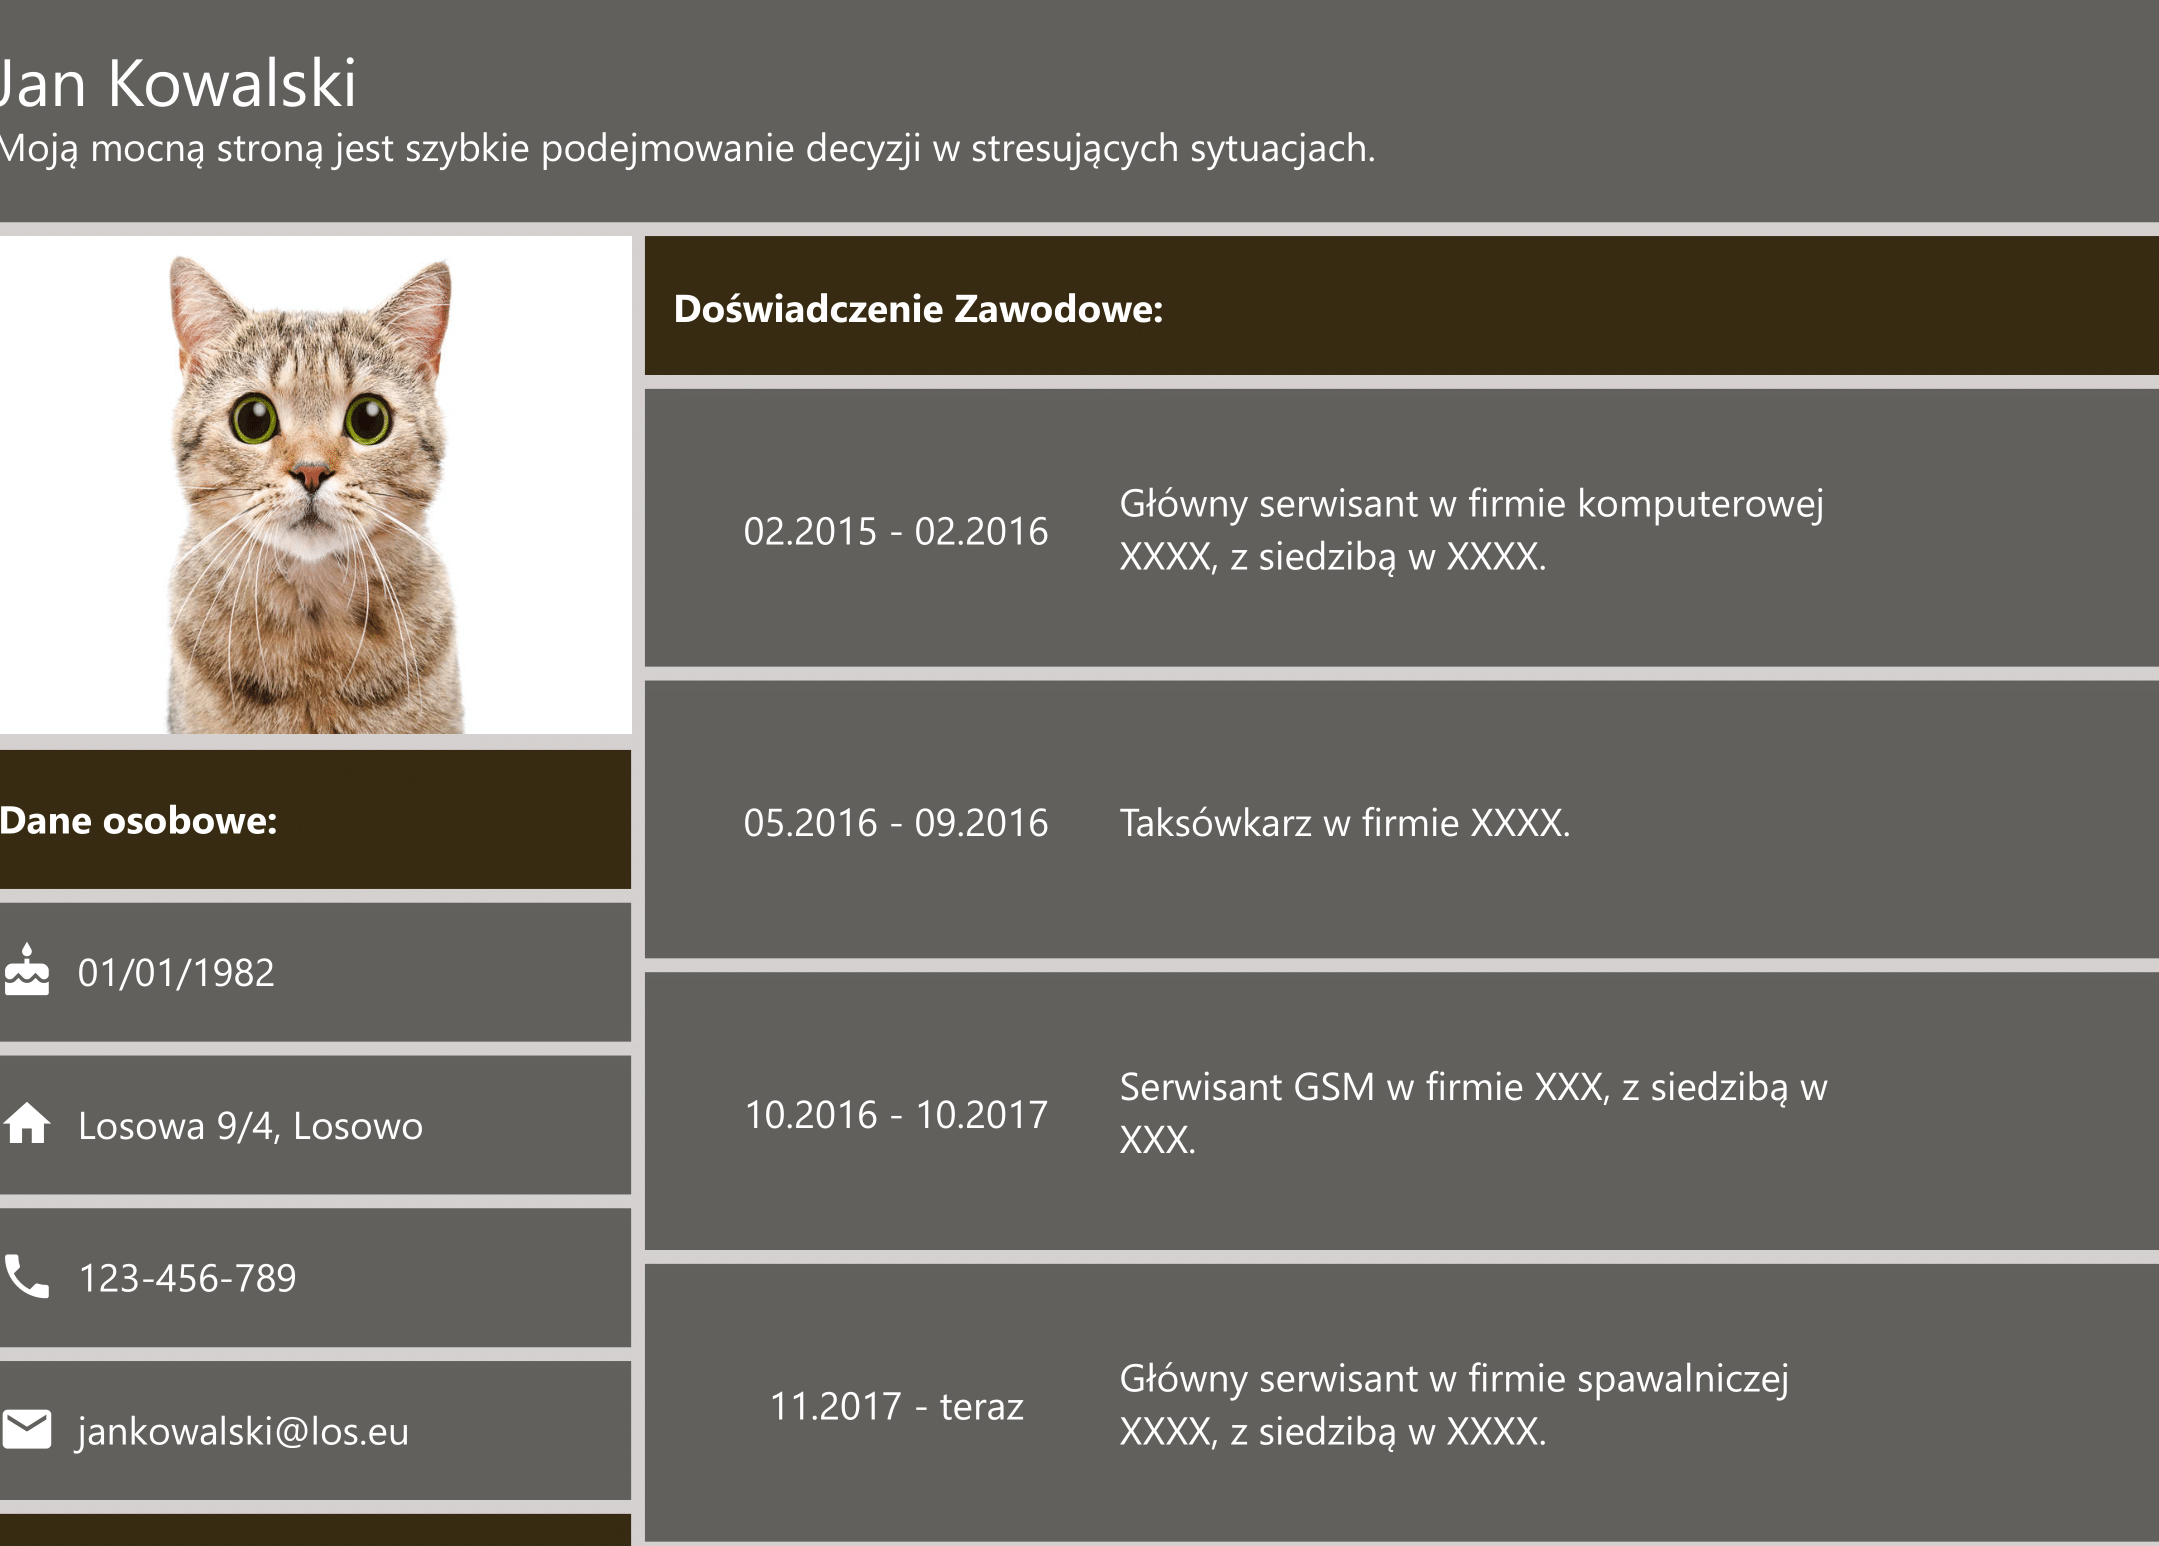 Jan Kowalski
Moją mocną stroną jest szybkie podejmowanie decyzji w stresujących sytuacjach.
Dane osobowe:
01/01/1982
Losowa 9/4, Losowo
123-456-789
jankowalski@los.eu
Doświadczenie Zawodowe:
02.2015 - 02.2016
Główny serwisant w firmie komputerowej
XXXX, z siedzibą w XXXX.
05.2016 - 09.2016
Taksówkarz w firmie XXXX.
10.2016 - 10.2017
Serwisant GSM w firmie XXX, z siedzibą w
XXX.
11.2017 - teraz
Główny serwisant w firmie spawalniczej
XXXX, z siedzibą w XXXX.